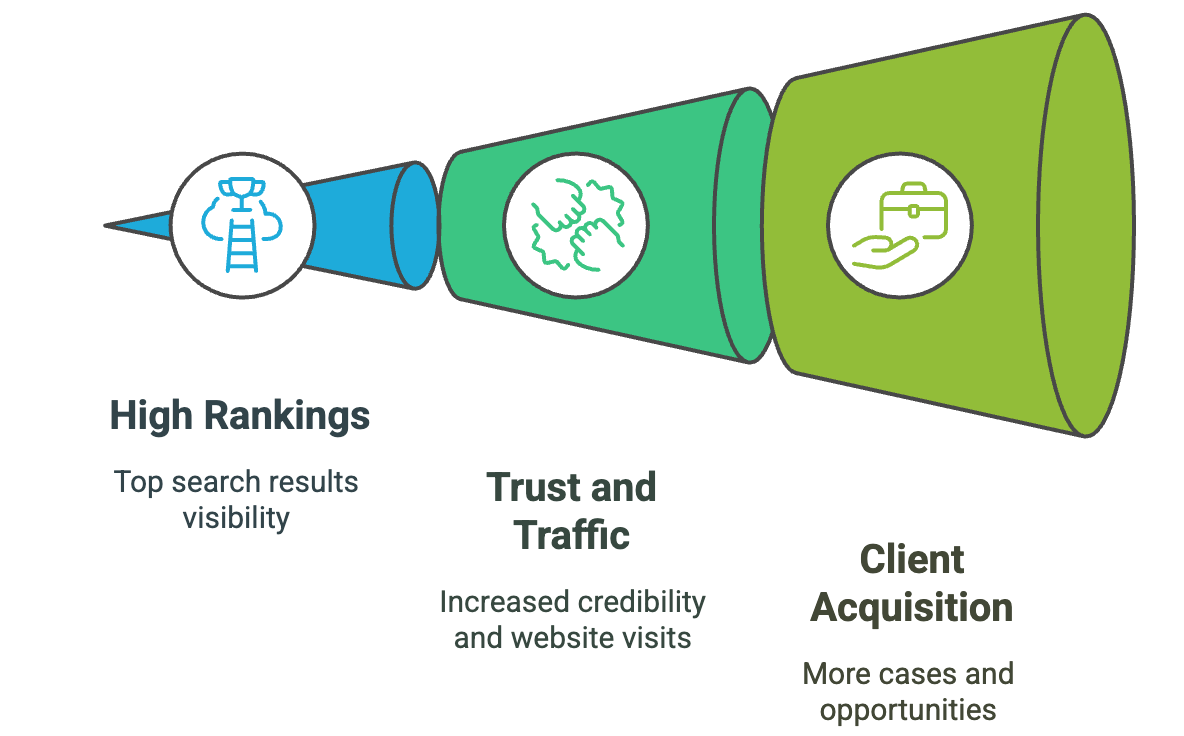 High Rankings
Top search results
visibility
Trust and
Traffic
Increased credibility
and website visits
Client
Acquisition
More cases and
opportunities